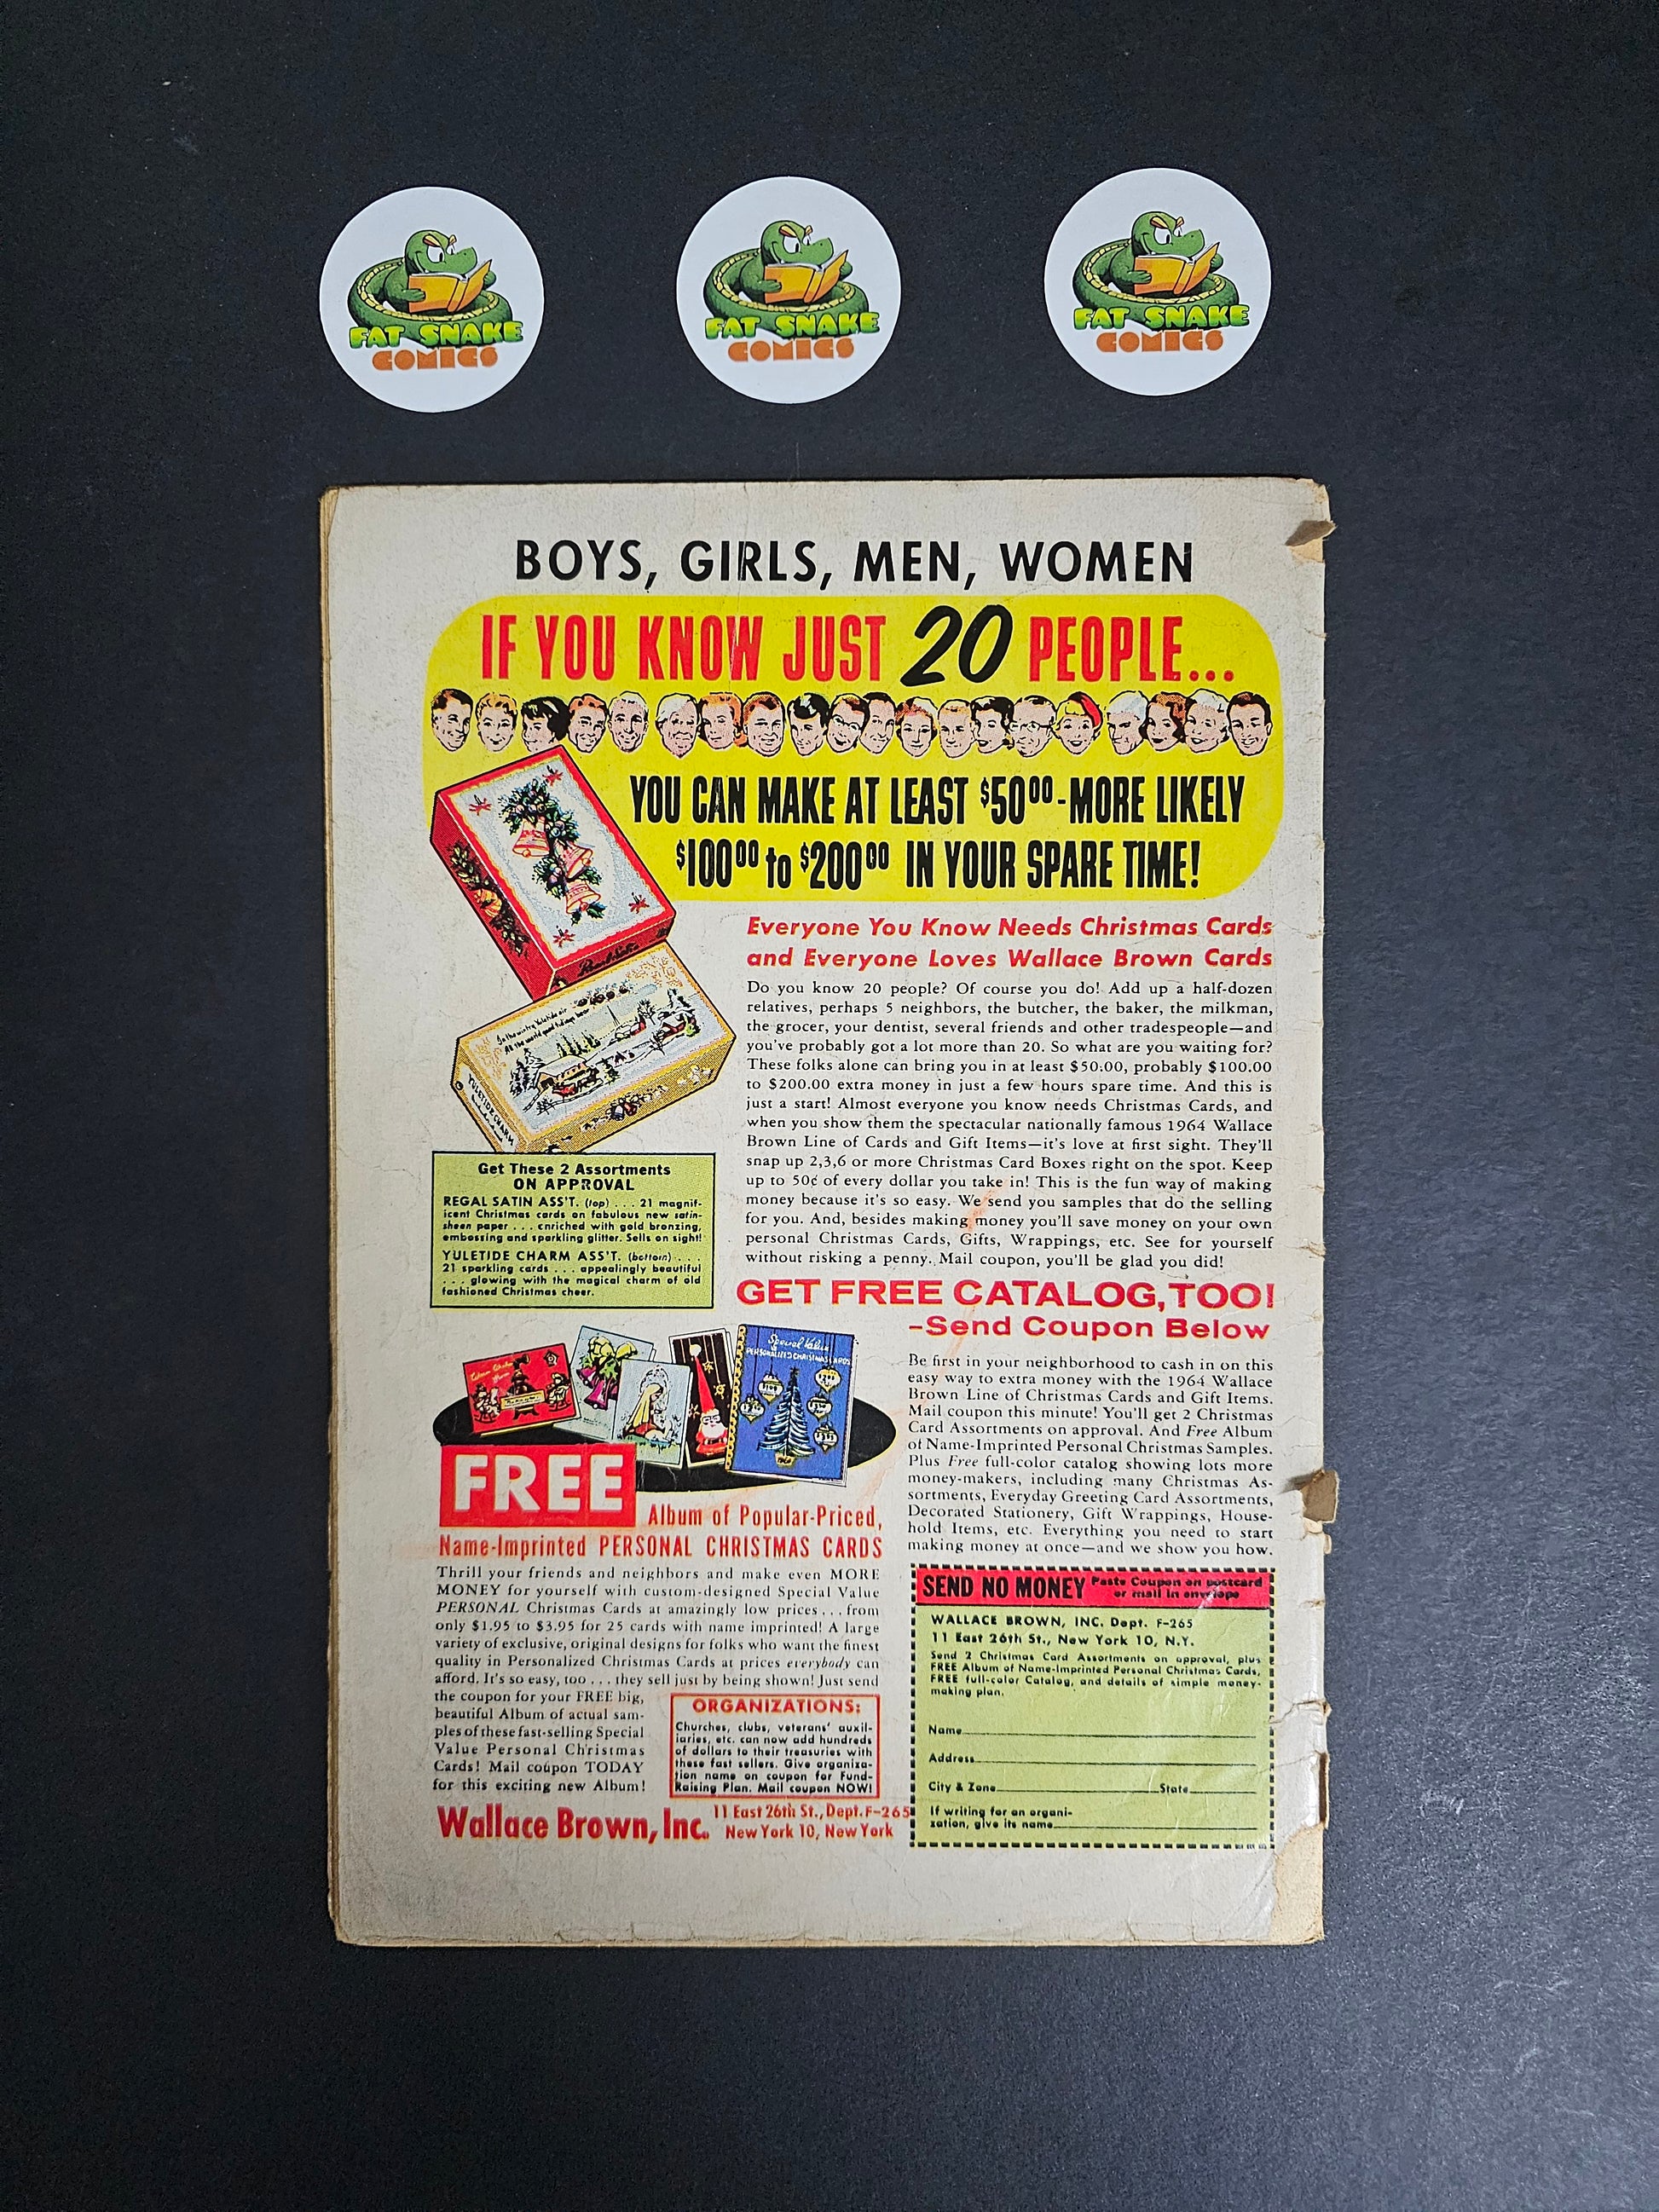 FAT SNAKE
COMICS
FAT SNAKE
COMICS
FAT SNAKE
COMICS
BOYS, GIRLS, MEN, WOMEN
IF YOU KNOW JUST 20 PEOPLE...
YOU CAN MAKE AT LEAST $50⁰⁰-MORE LIKELY
$100⁰⁰ to $200⁰⁰ IN YOUR SPARE TIME!
Everyone You Know Needs Christmas Cards
and Everyone Loves Wallace Brown Cards
Do you know 20 people? Of course you do! Add up a half-dozen
relatives, perhaps 5 neighbors, the butcher, the baker, the milkman,
the grocer, your dentist, several friends and other tradespeople—and
you've probably got a lot more than 20. So what are you waiting for?
These folks alone can bring you in at least $50.00, probably $100.00
to $200.00 extra money in just a few hours spare time. And this is
just a start! Almost everyone you know needs Christmas Cards, and
when you show them the spectacular nationally famous 1964 Wallace
Brown Line of Cards and Gift Items—it's love at first sight. They'll
snap up 2,3,6 or more Christmas Card Boxes right on the spot. Keep
up to 50¢ of every dollar you take in! This is the fun way of making
money because it's so easy. We send you samples that do the selling
for you. And, besides making money you'll save money on your own
personal Christmas Cards, Gifts, Wrappings, etc. See for yourself
without risking a penny. Mail coupon, you'll be glad you did!
Regal Satin
In the wintry Yuletide air
All the world good tidings bear
YULETIDE CHARM
Get These 2 Assortments
ON APPROVAL
REGAL SATIN ASS'T. (top) . . . 21 magnif-
icent Christmas cards on fabulous new satin-
sheen paper . . . enriched with gold bronzing,
embossing and sparkling glitter. Sells on sight!
YULETIDE CHARM ASS'T. (bottom) . . .
21 sparkling cards . . . appealingly beautiful
. . . glowing with the magical charm of old
fashioned Christmas cheer.
GET FREE CATALOG, TOO!
-Send Coupon Below
Be first in your neighborhood to cash in on this
easy way to extra money with the 1964 Wallace
Brown Line of Christmas Cards and Gift Items.
Mail coupon this minute! You'll get 2 Christmas
Card Assortments on approval. And Free Album
of Name-Imprinted Personal Christmas Samples.
Plus Free full-color catalog showing lots more
money-makers, including many Christmas As-
sortments, Everyday Greeting Card Assortments,
Decorated Stationery, Gift Wrappings, House-
hold Items, etc. Everything you need to start
making money at once—and we show you how.
Special Value
PERSONALIZED CHRISTMAS CARDS
FREE
Album of Popular-Priced,
Name-Imprinted PERSONAL CHRISTMAS CARDS
Thrill your friends and neighbors and make even MORE
MONEY for yourself with custom-designed Special Value
PERSONAL Christmas Cards at amazingly low prices . . . from
only $1.95 to $3.95 for 25 cards with name imprinted! A large
variety of exclusive, original designs for folks who want the finest
quality in Personalized Christmas Cards at prices everybody can
afford. It's so easy, too . . . they sell just by being shown! Just send
the coupon for your FREE big,
beautiful Album of actual sam-
ples of these fast-selling Special
Value Personal Christmas
Cards! Mail coupon TODAY
for this exciting new Album!
ORGANIZATIONS:
Churches, clubs, veterans' auxil-
iaries, etc. can now add hundreds
of dollars to their treasuries with
these fast sellers. Give organiza-
tion name on coupon for Fund-
Raising Plan. Mail coupon NOW!
Wallace Brown, Inc. 11 East 26th St., Dept. F-265
New York 10, New York
SEND NO MONEY Paste Coupon on postcard
or mail in envelope
WALLACE BROWN, INC. Dept. F-265
11 East 26th St., New York 10, N.Y.
Send 2 Christmas Card Assortments on approval, plus
FREE Album of Name-Imprinted Personal Christmas Cards,
FREE full-color Catalog, and details of simple money-
making plan.
Name
Address
City & Zone State
If writing for an organi-
zation, give its name